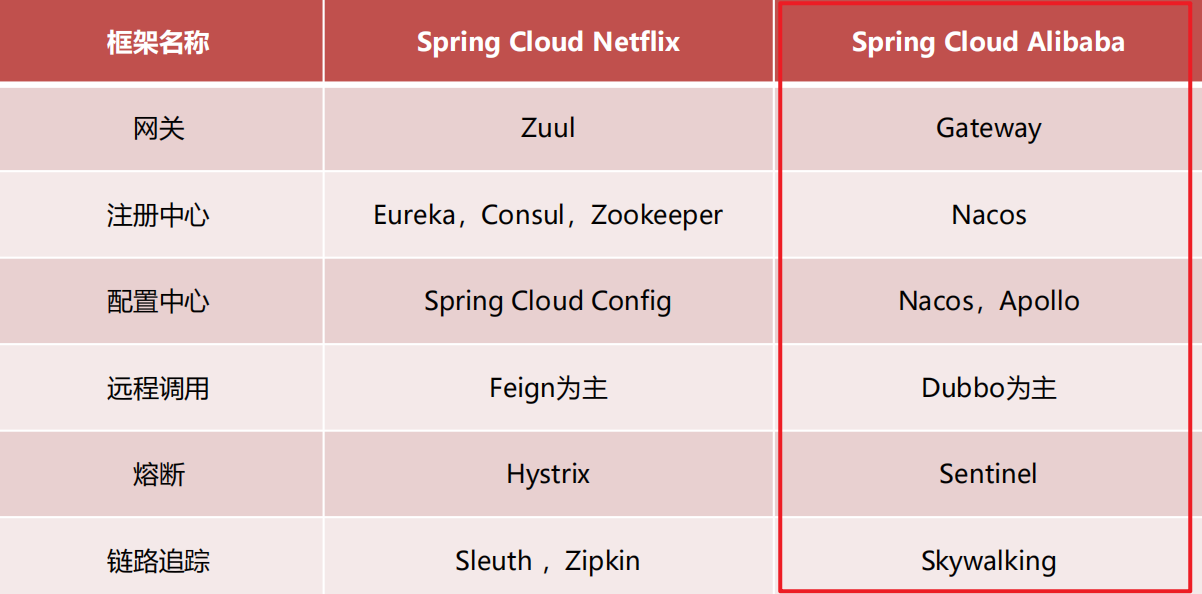 框架名称 Spring Cloud Netflix Spring Cloud Alibaba
网关 Zuul Gateway
注册中心 Eureka，Consul，Zookeeper Nacos
配置中心 Spring Cloud Config Nacos，Apollo
远程调用 Feign为主 Dubbo为主
熔断 Hystrix Sentinel
链路追踪 Sleuth ，Zipkin Skywalking